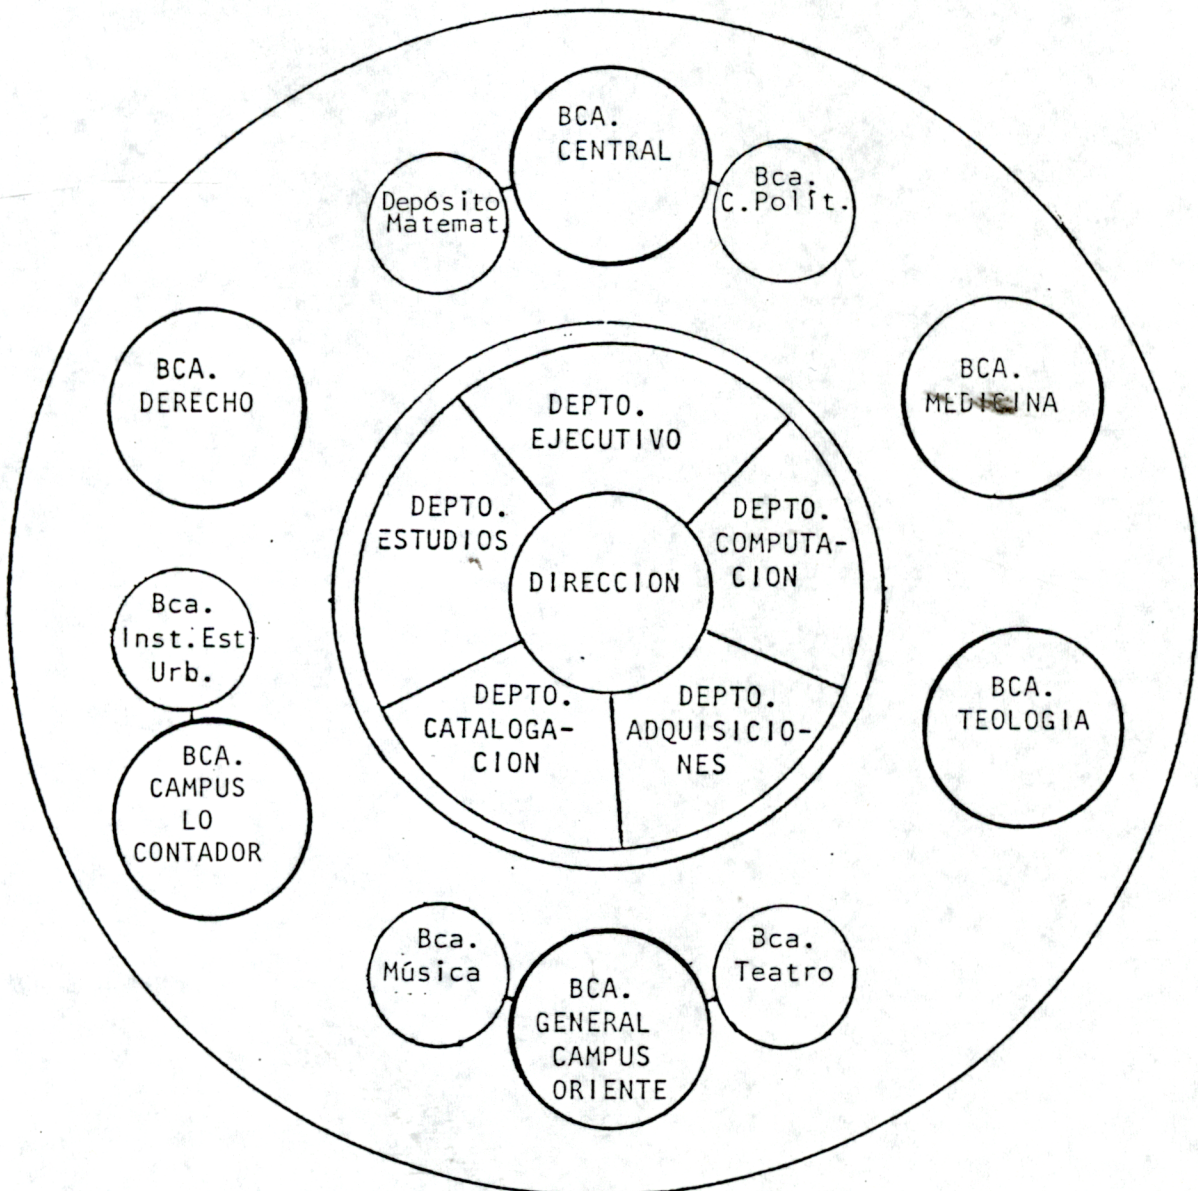 BCA.
CENTRAL
Depósito
Matemat.
Bca.
C.Polít.
BCA.
DERECHO
BCA.
MEDICINA
DEPTO.
EJECUTIVO
DEPTO.
ESTUDIOS
DEPTO.
COMPUTA-
CION
DIRECCION
Bca.
Inst.Est
Urb.
DEPTO.
CATALOGA-
CION
DEPTO.
ADQUISICIO-
NES
BCA.
TEOLOGIA
BCA.
CAMPUS
LO
CONTADOR
Bca.
Música
BCA.
GENERAL
CAMPUS
ORIENTE
Bca.
Teatro